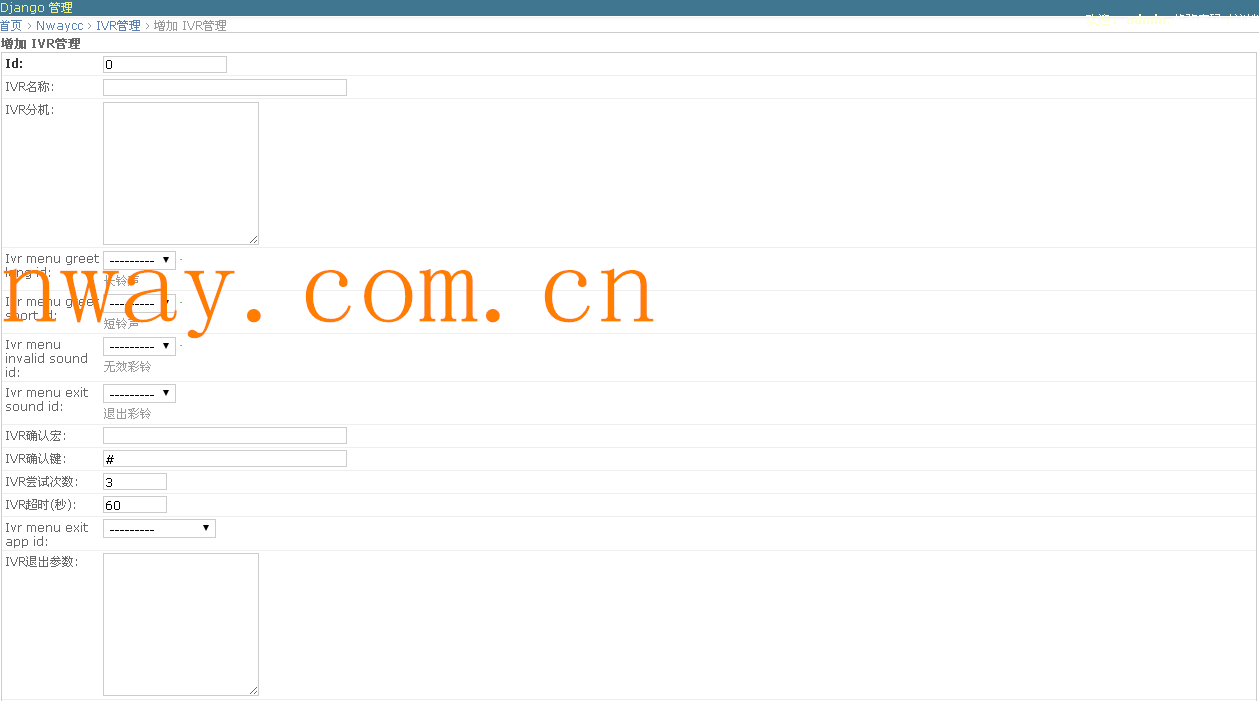 Django 管理
首页 › Nwaycc › IVR管理 › 增加 IVR管理
增加 IVR管理
Id:
0
IVR名称:
IVR分机:
Ivr menu greet
long id:
---------
长铃声
Ivr menu greet
short id:
---------
短铃声
nway.com.cn
Ivr menu
invalid sound
id:
---------
无效彩铃
Ivr menu exit
sound id:
---------
退出彩铃
IVR确认宏:
IVR确认键:
#
IVR尝试次数:
3
IVR超时(秒):
60
Ivr menu exit
app id:
---------
IVR退出参数: